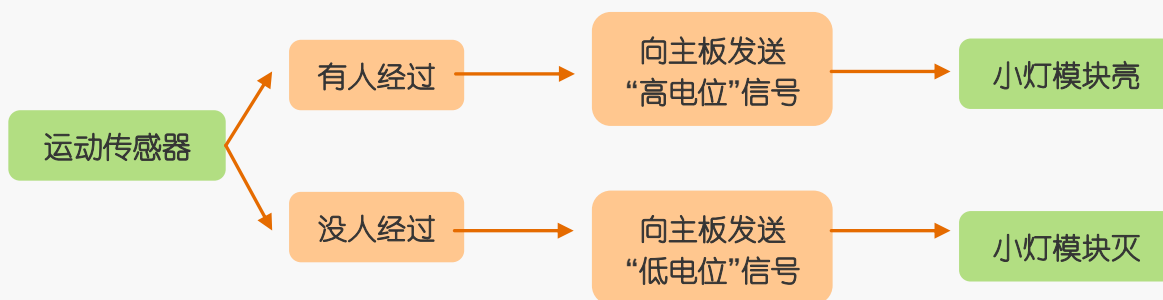 运动传感器
有人经过
向主板发送
“高电位”信号
小灯模块亮
没人经过
向主板发送
“低电位”信号
小灯模块灭